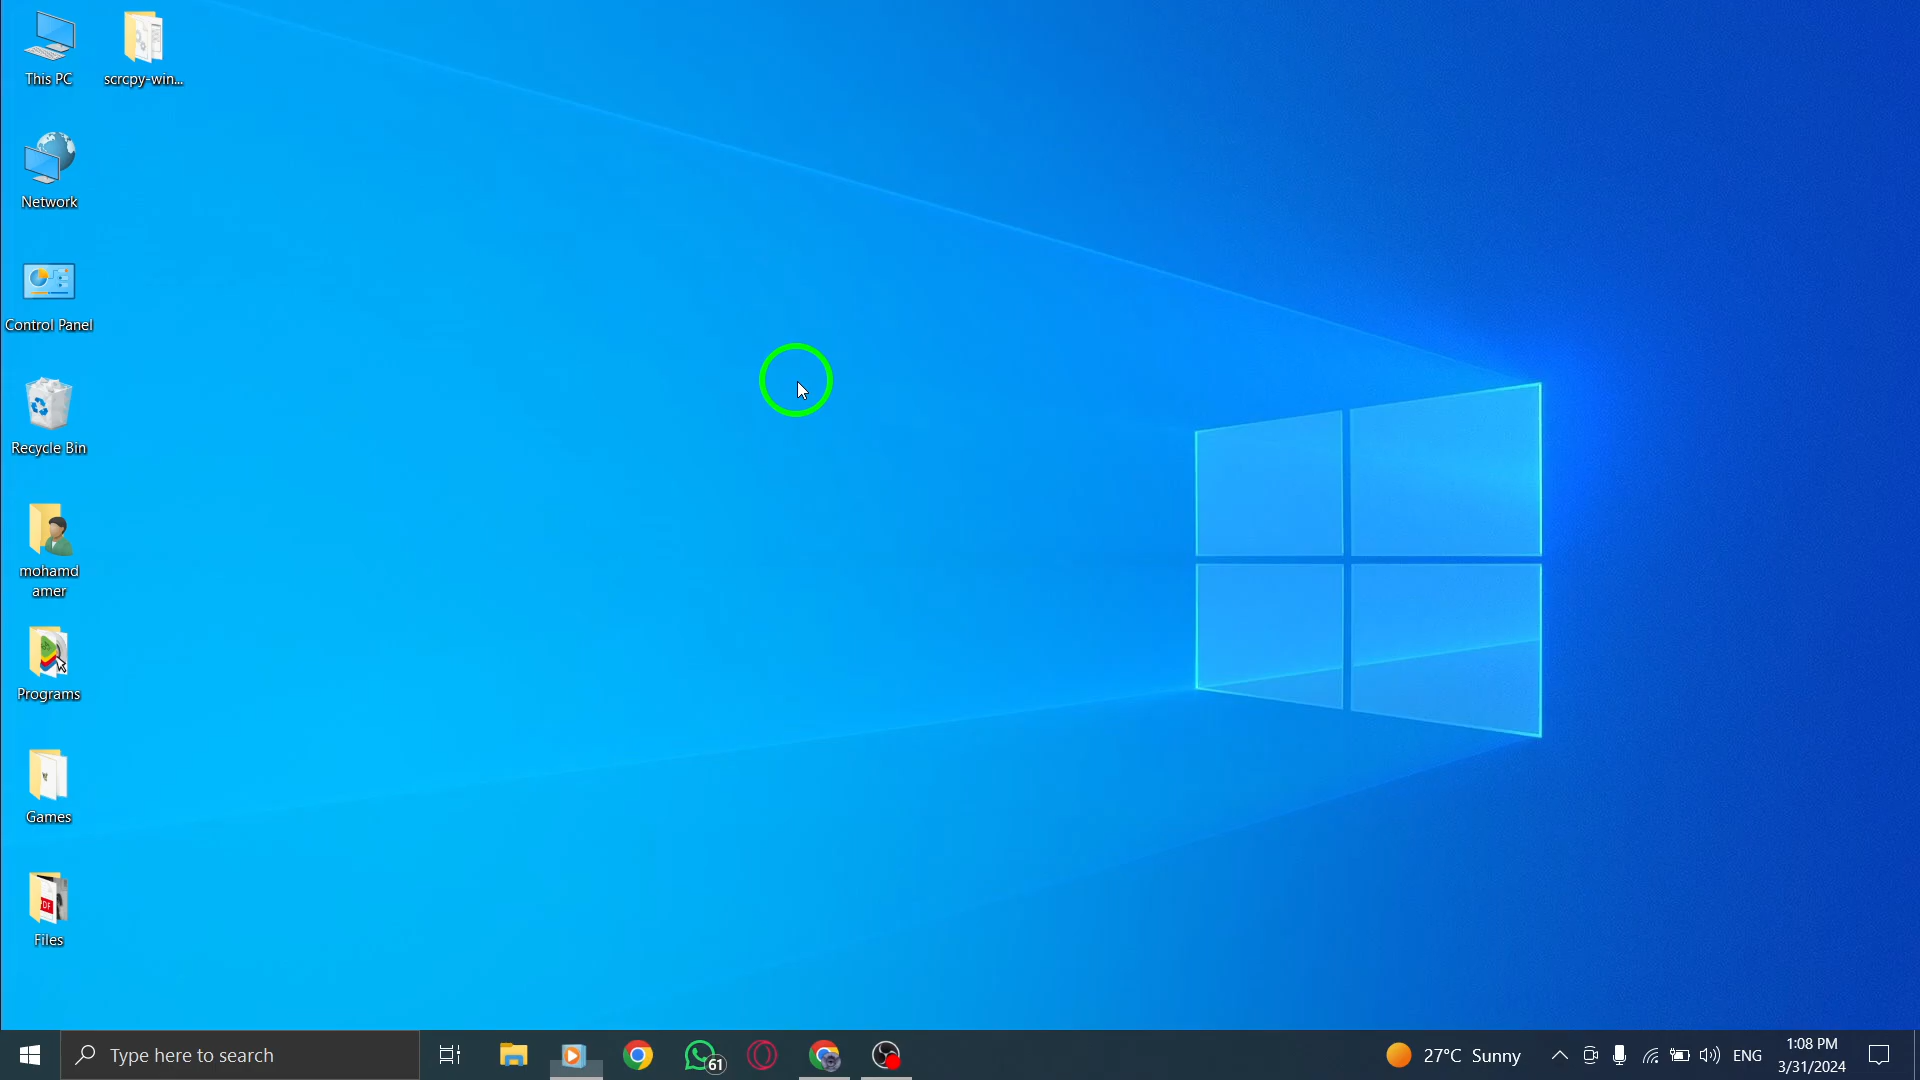 This PC
scrcpy-win...
Network
Control Panel
Recycle Bin
mohamd
amer
Programs
Games
PDF
Files
Type here to search
61
27°C Sunny
ENG
1:08 PM
3/31/2024